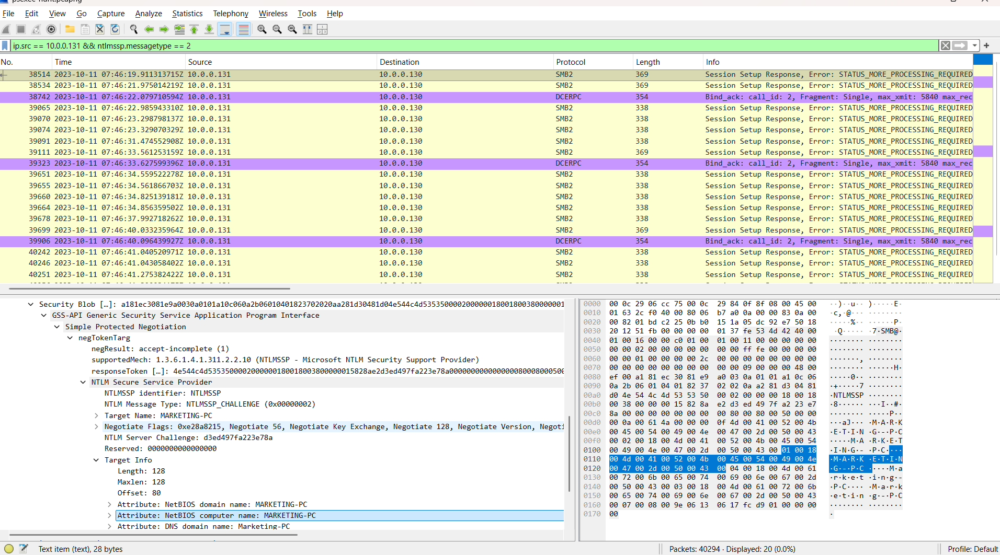 psexec-hunt.pcapng
File Edit View Go Capture Analyze Statistics Telephony Wireless Tools Help
ip.src == 10.0.0.131 && ntlmssp.messagetype == 2
No. Time Source Destination Protocol Length Info
38514 2023-10-11 07:46:19.911313715Z 10.0.0.131 10.0.0.130 SMB2 369 Session Setup Response, Error: STATUS_MORE_PROCESSING_REQUIRED
38534 2023-10-11 07:46:21.975014219Z 10.0.0.131 10.0.0.130 SMB2 369 Session Setup Response, Error: STATUS_MORE_PROCESSING_REQUIRED
38742 2023-10-11 07:46:22.079710594Z 10.0.0.131 10.0.0.130 DCERPC 354 Bind_ack: call_id: 2, Fragment: Single, max_xmit: 5840 max_rec
39065 2023-10-11 07:46:22.985943310Z 10.0.0.131 10.0.0.130 SMB2 338 Session Setup Response, Error: STATUS_MORE_PROCESSING_REQUIRED
39070 2023-10-11 07:46:23.298798137Z 10.0.0.131 10.0.0.130 SMB2 338 Session Setup Response, Error: STATUS_MORE_PROCESSING_REQUIRED
39074 2023-10-11 07:46:23.329070329Z 10.0.0.131 10.0.0.130 SMB2 338 Session Setup Response, Error: STATUS_MORE_PROCESSING_REQUIRED
39091 2023-10-11 07:46:31.474552908Z 10.0.0.131 10.0.0.130 SMB2 338 Session Setup Response, Error: STATUS_MORE_PROCESSING_REQUIRED
39111 2023-10-11 07:46:33.561253159Z 10.0.0.131 10.0.0.130 SMB2 369 Session Setup Response, Error: STATUS_MORE_PROCESSING_REQUIRED
39323 2023-10-11 07:46:33.627599396Z 10.0.0.131 10.0.0.130 DCERPC 354 Bind_ack: call_id: 2, Fragment: Single, max_xmit: 5840 max_rec
39651 2023-10-11 07:46:34.559522278Z 10.0.0.131 10.0.0.130 SMB2 338 Session Setup Response, Error: STATUS_MORE_PROCESSING_REQUIRED
39655 2023-10-11 07:46:34.561866703Z 10.0.0.131 10.0.0.130 SMB2 338 Session Setup Response, Error: STATUS_MORE_PROCESSING_REQUIRED
39660 2023-10-11 07:46:34.825139181Z 10.0.0.131 10.0.0.130 SMB2 338 Session Setup Response, Error: STATUS_MORE_PROCESSING_REQUIRED
39664 2023-10-11 07:46:34.856359502Z 10.0.0.131 10.0.0.130 SMB2 338 Session Setup Response, Error: STATUS_MORE_PROCESSING_REQUIRED
39678 2023-10-11 07:46:37.992718262Z 10.0.0.131 10.0.0.130 SMB2 338 Session Setup Response, Error: STATUS_MORE_PROCESSING_REQUIRED
39699 2023-10-11 07:46:40.033235964Z 10.0.0.131 10.0.0.130 SMB2 369 Session Setup Response, Error: STATUS_MORE_PROCESSING_REQUIRED
39906 2023-10-11 07:46:40.096439927Z 10.0.0.131 10.0.0.130 DCERPC 354 Bind_ack: call_id: 2, Fragment: Single, max_xmit: 5840 max_rec
40242 2023-10-11 07:46:41.040520971Z 10.0.0.131 10.0.0.130 SMB2 338 Session Setup Response, Error: STATUS_MORE_PROCESSING_REQUIRED
40246 2023-10-11 07:46:41.043058402Z 10.0.0.131 10.0.0.130 SMB2 338 Session Setup Response, Error: STATUS_MORE_PROCESSING_REQUIRED
40251 2023-10-11 07:46:41.275382422Z 10.0.0.131 10.0.0.130 SMB2 338 Session Setup Response, Error: STATUS_MORE_PROCESSING_REQUIRED
Security Blob […]: a181ec3081e9a0030a0101a10c060a2b06010401823702020aa281d30481d04e544c4d535350000200000018001800380000001
GSS-API Generic Security Service Application Program Interface
Simple Protected Negotiation
negTokenTarg
negResult: accept-incomplete (1)
supportedMech: 1.3.6.1.4.1.311.2.2.10 (NTLMSSP - Microsoft NTLM Security Support Provider)
responseToken […]: 4e544c4d5353500002000000180018003800000015828ae2d3ed497fa223e78a000000000000000080008000500
NTLM Secure Service Provider
NTLMSSP identifier: NTLMSSP
NTLM Message Type: NTLMSSP_CHALLENGE (0x00000002)
Target Name: MARKETING-PC
Negotiate Flags: 0xe28a8215, Negotiate 56, Negotiate Key Exchange, Negotiate 128, Negotiate Version, Negoti
NTLM Server Challenge: d3ed497fa223e78a
Reserved: 0000000000000000
Target Info
Length: 128
Maxlen: 128
Offset: 80
Attribute: NetBIOS domain name: MARKETING-PC
Attribute: NetBIOS computer name: MARKETING-PC
Attribute: DNS domain name: Marketing-PC
0000 00 0c 29 06 cc 75 00 0c 29 84 0f 8f 08 00 45 00 ··)··u·· )·····E·
0010 01 63 2c f0 40 00 80 06 b7 a0 0a 00 00 83 0a 00 ·c,·@··· ········
0020 00 82 01 bd c2 25 0b b0 15 1a 05 dc 92 e7 50 18 ·····%·· ······P·
0030 20 12 51 fb 00 00 00 00 01 37 fe 53 4d 42 40 00 ·Q····· ·7·SMB@·
0040 01 00 16 00 00 c0 01 00 01 00 11 00 00 00 00 00 ········ ········
0050 00 00 02 00 00 00 00 00 00 00 ff fe 00 00 00 00 ········ ········
0060 00 00 01 00 00 00 00 2c 00 00 00 00 00 00 00 00 ·······, ········
0070 00 00 00 00 00 00 00 00 00 00 09 00 00 00 48 00 ········ ······H·
0080 ef 00 a1 81 ec 30 81 e9 a0 03 0a 01 01 a1 0c 06 ·····0·· ········
0090 0a 2b 06 01 04 01 82 37 02 02 0a a2 81 d3 04 81 ·+·····7 ········
00a0 d0 4e 54 4c 4d 53 53 50 00 02 00 00 00 18 00 18 ·NTLMSSP ········
00b0 00 38 00 00 00 15 82 8a e2 d3 ed 49 7f a2 23 e7 ·8······ ···I··#·
00c0 8a 00 00 00 00 00 00 00 00 80 00 80 00 50 00 00 ········ ·····P··
00d0 00 0a 00 61 4a 00 00 00 0f 4d 00 41 00 52 00 4b ···aJ··· ·M·A·R·K
00e0 00 45 00 54 00 49 00 4e 00 47 00 2d 00 50 00 43 ·E·T·I·N ·G·-·P·C
00f0 00 02 00 18 00 4d 00 41 00 52 00 4b 00 45 00 54 ·····M·A ·R·K·E·T
0100 00 49 00 4e 00 47 00 2d 00 50 00 43 00 01 00 18 ·I·N·G·- ·P·C····
0110 00 4d 00 41 00 52 00 4b 00 45 00 54 00 49 00 4e ·M·A·R·K ·E·T·I·N
0120 00 47 00 2d 00 50 00 43 00 04 00 18 00 4d 00 61 ·G·-·P·C ·····M·a
0130 00 72 00 6b 00 65 00 74 00 69 00 6e 00 67 00 2d ·r·k·e·t ·i·n·g·-
0140 00 50 00 43 00 03 00 18 00 4d 00 61 00 72 00 6b ·P·C···· ·M·a·r·k
0150 00 65 00 74 00 69 00 6e 00 67 00 2d 00 50 00 43 ·e·t·i·n ·g·-·P·C
0160 00 07 00 08 00 9e 06 13 06 17 fc d9 01 00 00 00 ········ ········
0170 00 ·
Text item (text), 28 bytes
Packets: 40294 · Displayed: 20 (0.0%)
Profile: Default